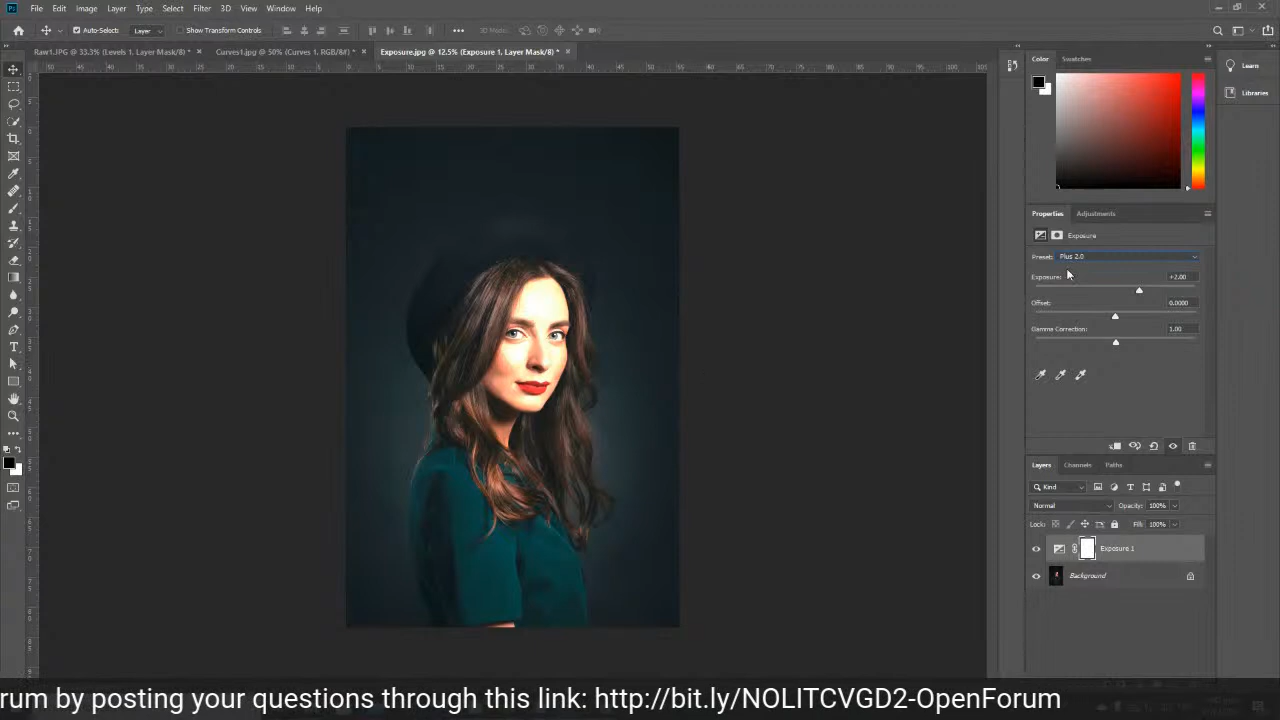 Ps File Edit Image Layer Type Select Filter 3D View Window Help
Auto-Select: Layer Show Transform Controls 3D Mode:
Raw1.JPG @ 33.3% (Levels 1, Layer Mask/8) * × Curves1.jpg @ 50% (Curves 1, RGB/8#) * × Exposure.jpg @ 12.5% (Exposure 1, Layer Mask/8) * ×
Color Swatches
Learn
Libraries
Properties Adjustments
Exposure
Preset: Plus 2.0
Exposure: +2.00
Offset: 0.0000
Gamma Correction: 1.00
Layers Channels Paths
Kind
Normal Opacity: 100%
Lock: Fill: 100%
Exposure 1
Background
rum by posting your questions through this link: http://bit.ly/NOLITCVGD2-OpenForum